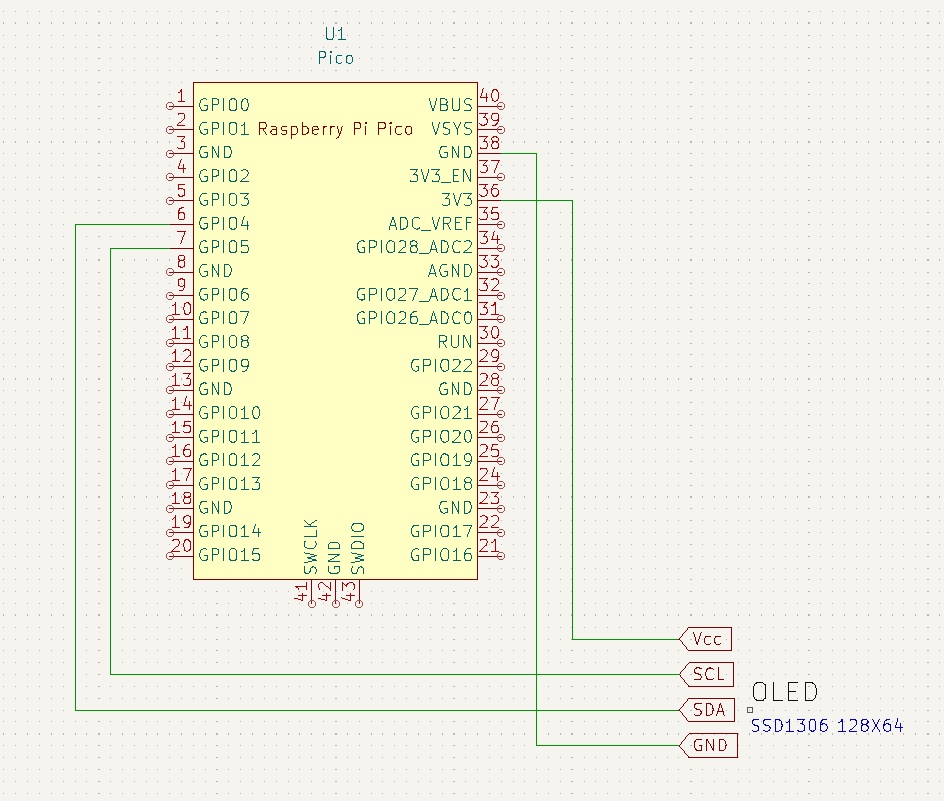 U1
Pico
1 GPIO0 VBUS 40
2 GPIO1 Raspberry Pi Pico VSYS 39
3 GND GND 38
4 GPIO2 3V3_EN 37
5 GPIO3 3V3 36
6 GPIO4 ADC_VREF 35
7 GPIO5 GPIO28_ADC2 34
8 GND AGND 33
9 GPIO6 GPIO27_ADC1 32
10 GPIO7 GPIO26_ADC0 31
11 GPIO8 RUN 30
12 GPIO9 GPIO22 29
13 GND GND 28
14 GPIO10 GPIO21 27
15 GPIO11 GPIO20 26
16 GPIO12 GPIO19 25
17 GPIO13 GPIO18 24
18 GND GND 23
19 GPIO14 GPIO17 22
20 GPIO15 GPIO16 21
SWCLK GND SWDIO
41 42 43
Vcc
SCL
SDA
GND
OLED
SSD1306 128X64